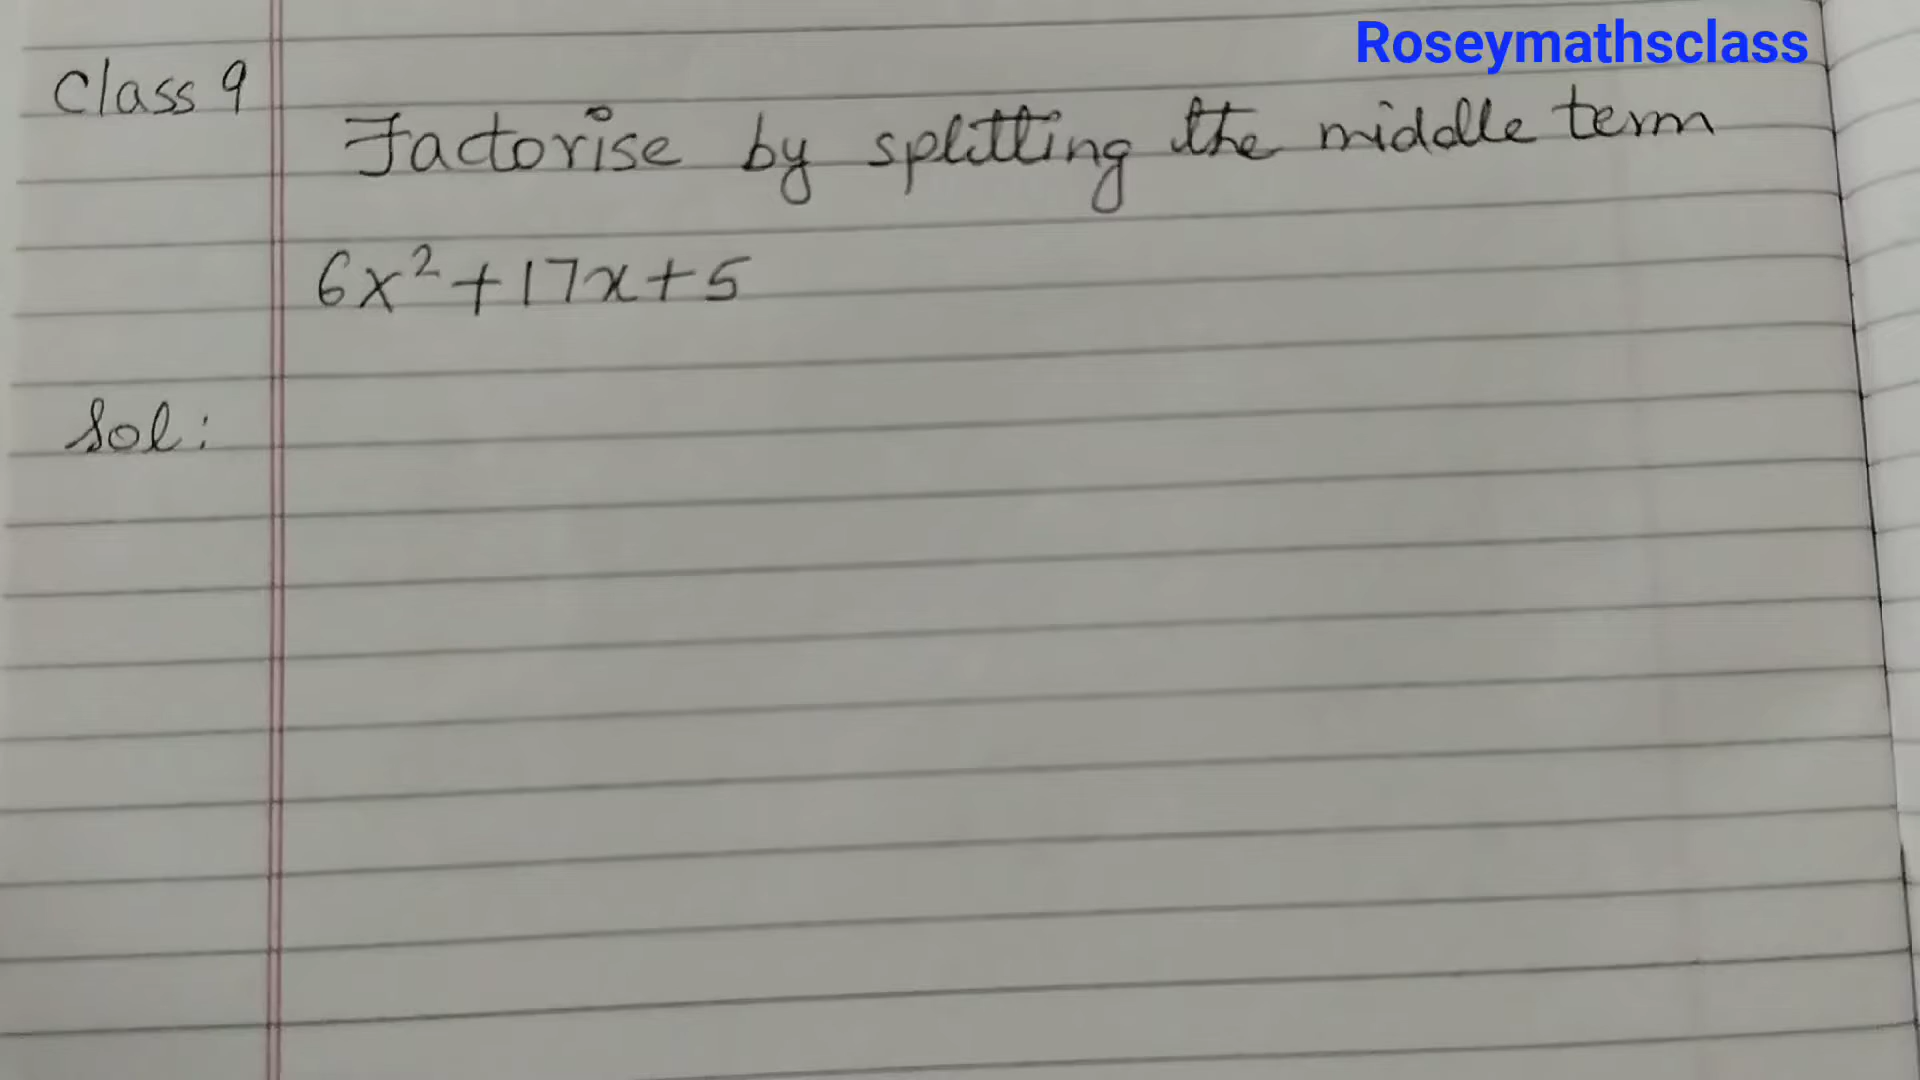 Roseymathsclass
Class 9
Factorise by splitting the middle term
6x² + 17x + 5
Sol: